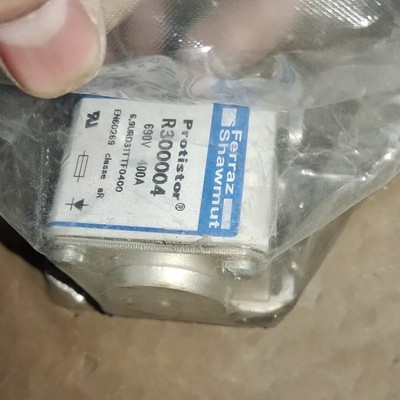 Ferraz
Shawmut
Protistor®
R300004
690V 400A
6,9URD31TTF0400
EN60269 classe aR